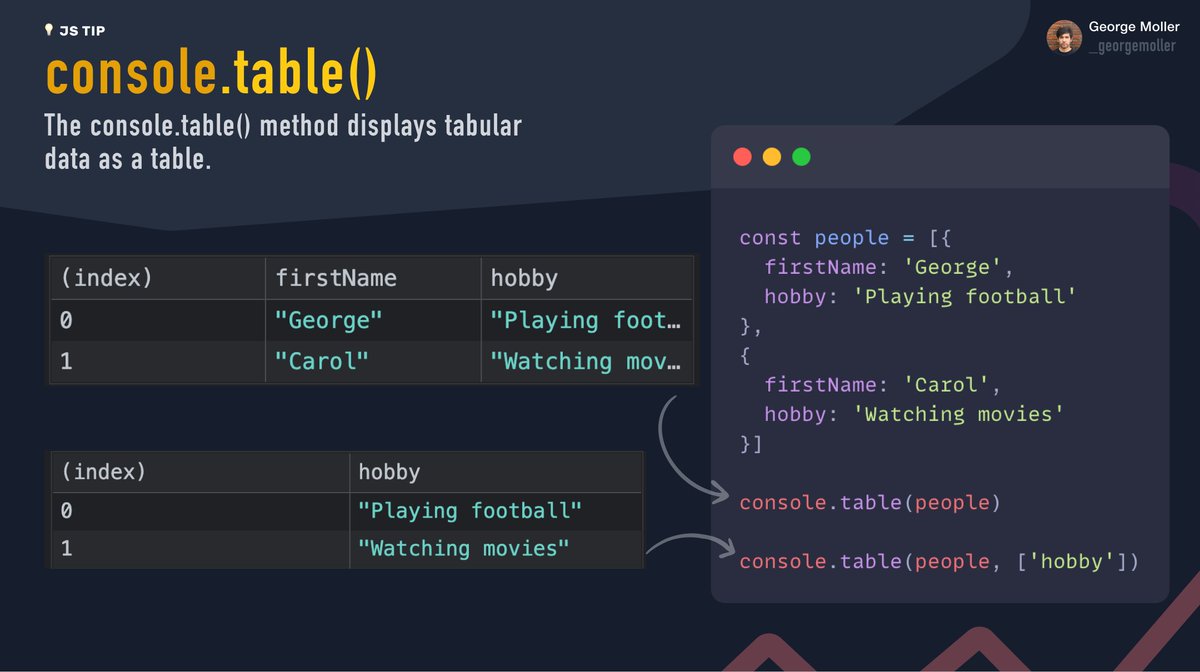 JS TIP
console.table()
The console.table() method displays tabular
data as a table.
George Moller
_georgemoller
(index) firstName hobby
0 "George" "Playing foot…
1 "Carol" "Watching mov…
(index) hobby
0 "Playing football"
1 "Watching movies"
const people = [{
  firstName: 'George',
  hobby: 'Playing football'
},
{
  firstName: 'Carol',
  hobby: 'Watching movies'
}]
console.table(people)
console.table(people, ['hobby'])